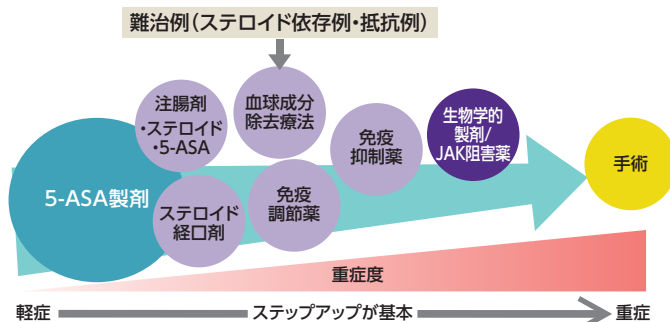 難治例(ステロイド依存例・抵抗例)
注腸剤
・ステロイド
・5-ASA
血球成分
除去療法
免疫
抑制薬
生物学的
製剤/
JAK阻害薬
手術
5-ASA製剤
ステロイド
経口剤
免疫
調節薬
重症度
軽症
ステップアップが基本
重症